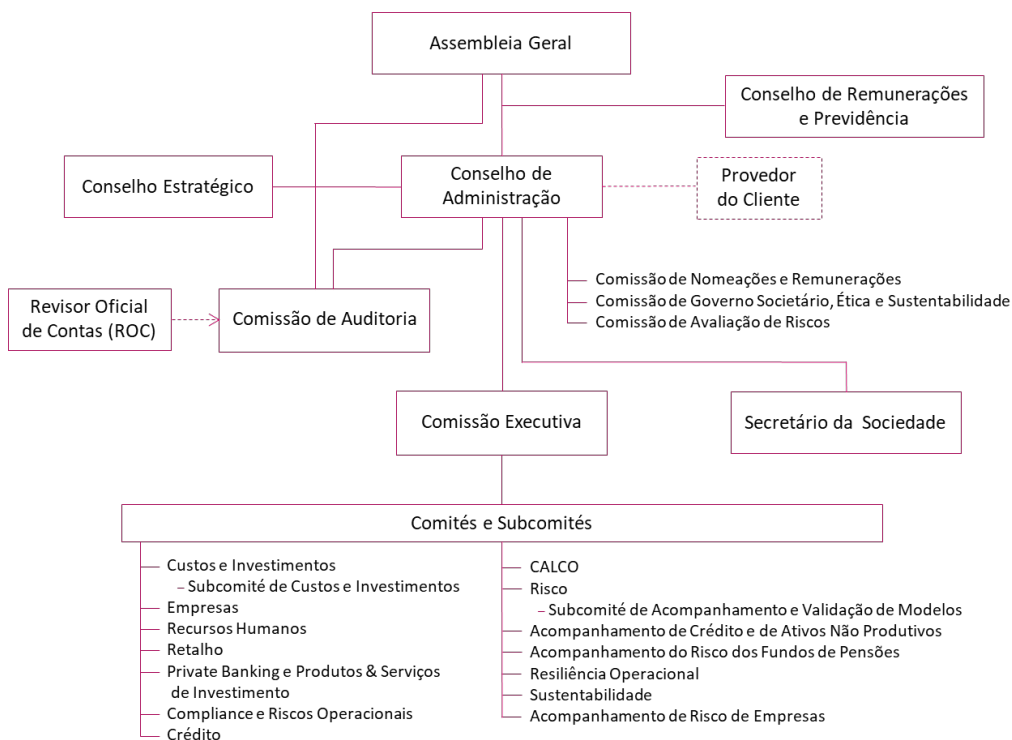 Assembleia Geral
Conselho de Remunerações
e Previdência
Conselho Estratégico
Conselho de
Administração
Provedor
do Cliente
Comissão de Nomeações e Remunerações
Comissão de Governo Societário, Ética e Sustentabilidade
Comissão de Avaliação de Riscos
Revisor Oficial
de Contas (ROC)
Comissão de Auditoria
Comissão Executiva
Secretário da Sociedade
Comités e Subcomités
Custos e Investimentos
– Subcomité de Custos e Investimentos
Empresas
Recursos Humanos
Retalho
Private Banking e Produtos & Serviços
de Investimento
Compliance e Riscos Operacionais
Crédito
CALCO
Risco
– Subcomité de Acompanhamento e Validação de Modelos
Acompanhamento de Crédito e de Ativos Não Produtivos
Acompanhamento do Risco dos Fundos de Pensões
Resiliência Operacional
Sustentabilidade
Acompanhamento de Risco de Empresas